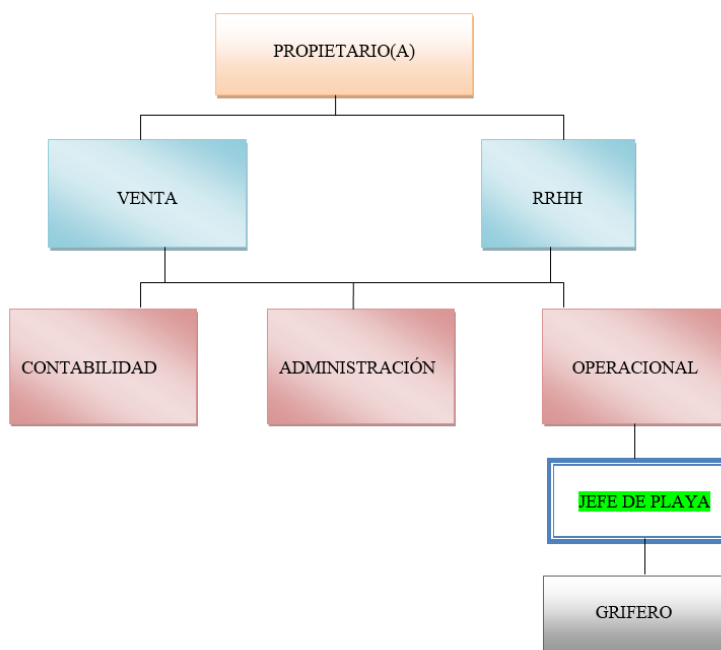 PROPIETARIO(A)
VENTA
RRHH
CONTABILIDAD
ADMINISTRACIÓN
OPERACIONAL
JEFE DE PLAYA
GRIFERO